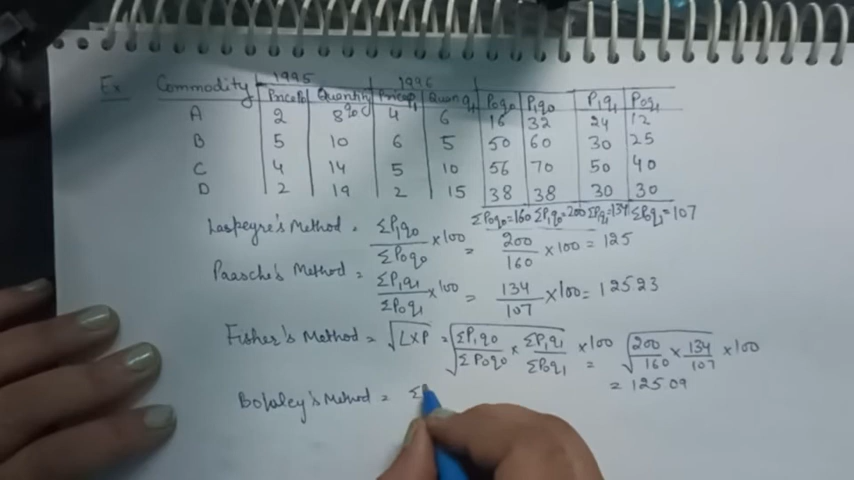 Ex. Commodity 1995 1996
Price P0 Quantity q0 Price P1 Quan q1 P0q0 P1q0 P1q1 P0q1
A 2 8 4 6 16 32 24 12
B 5 10 6 5 50 60 30 25
C 4 14 5 10 56 70 50 40
D 2 19 2 15 38 38 30 30
ΣP0q0=160 ΣP1q0=200 ΣP1q1=134 ΣP0q1=107
Laspeyre's Method = ΣP1q0/ΣP0q0 ×100 = 200/160 ×100 = 125
Paasche's Method = ΣP1q1/ΣP0q1 ×100 = 134/107 ×100 = 125.23
Fisher's Method = √L×P = √ΣP1q0/ΣP0q0 × ΣP1q1/ΣP0q1 ×100 = √200/160 × 134/107 ×100
= 125.09
Bowley's Method = Σ